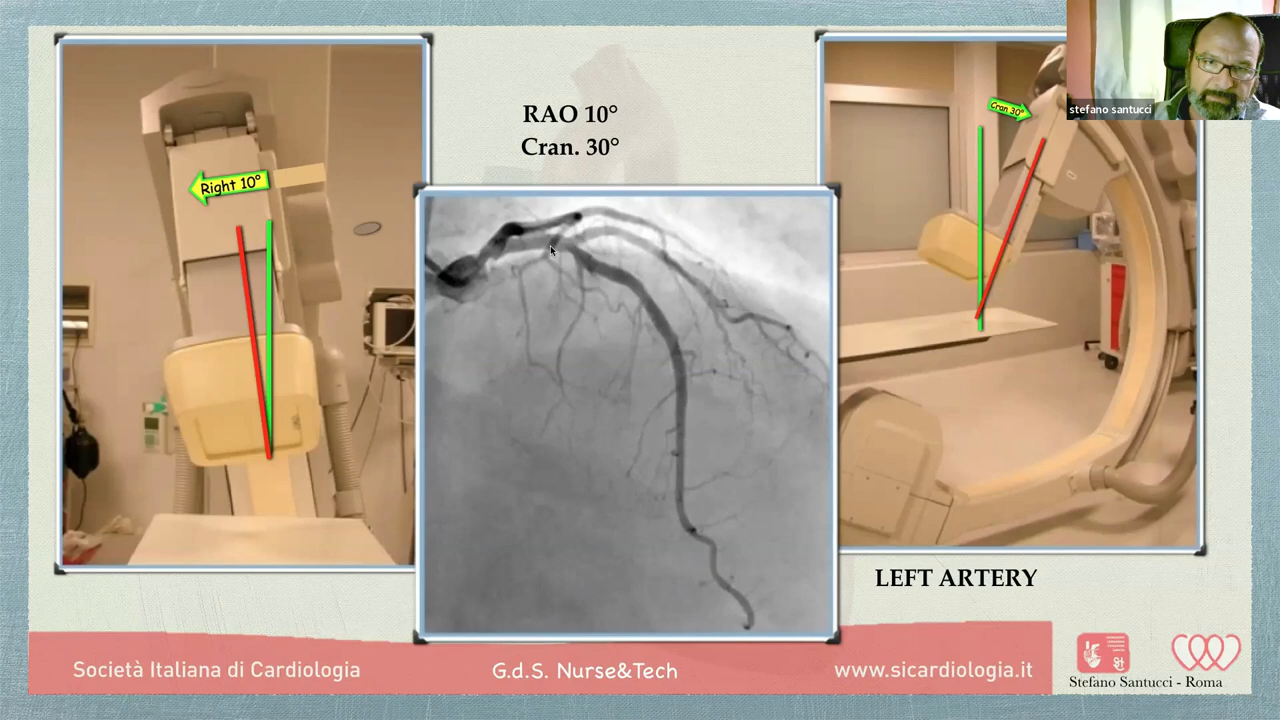 RAO 10°
Cran. 30°
Right 10°
Cran 30°
stefano santucci
LEFT ARTERY
Società Italiana di Cardiologia
G.d.S. Nurse&Tech
www.sicardiologia.it
Stefano Santucci - Roma